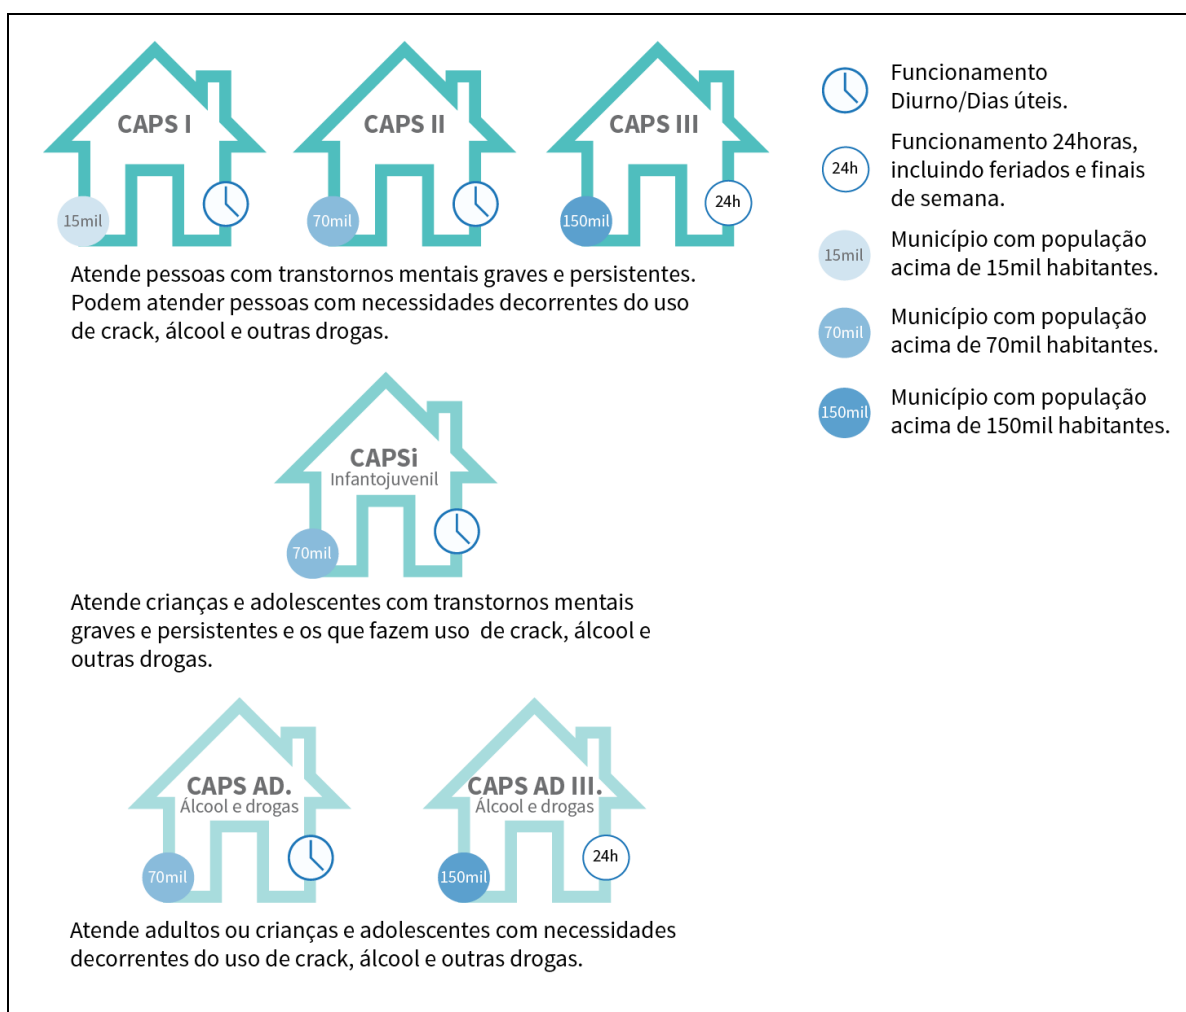 CAPS I
CAPS II
CAPS III
15mil
70mil
150mil
24h
Atende pessoas com transtornos mentais graves e persistentes.
Podem atender pessoas com necessidades decorrentes do uso
de crack, álcool e outras drogas.
CAPSi
Infantojuvenil
70mil
Atende crianças e adolescentes com transtornos mentais
graves e persistentes e os que fazem uso de crack, álcool e
outras drogas.
CAPS AD.
Álcool e drogas
70mil
CAPS AD III.
Álcool e drogas
150mil
24h
Atende adultos ou crianças e adolescentes com necessidades
decorrentes do uso de crack, álcool e outras drogas.
Funcionamento
Diurno/Dias úteis.
24h
Funcionamento 24horas,
incluindo feriados e finais
de semana.
15mil
Município com população
acima de 15mil habitantes.
70mil
Município com população
acima de 70mil habitantes.
150mil
Município com população
acima de 150mil habitantes.